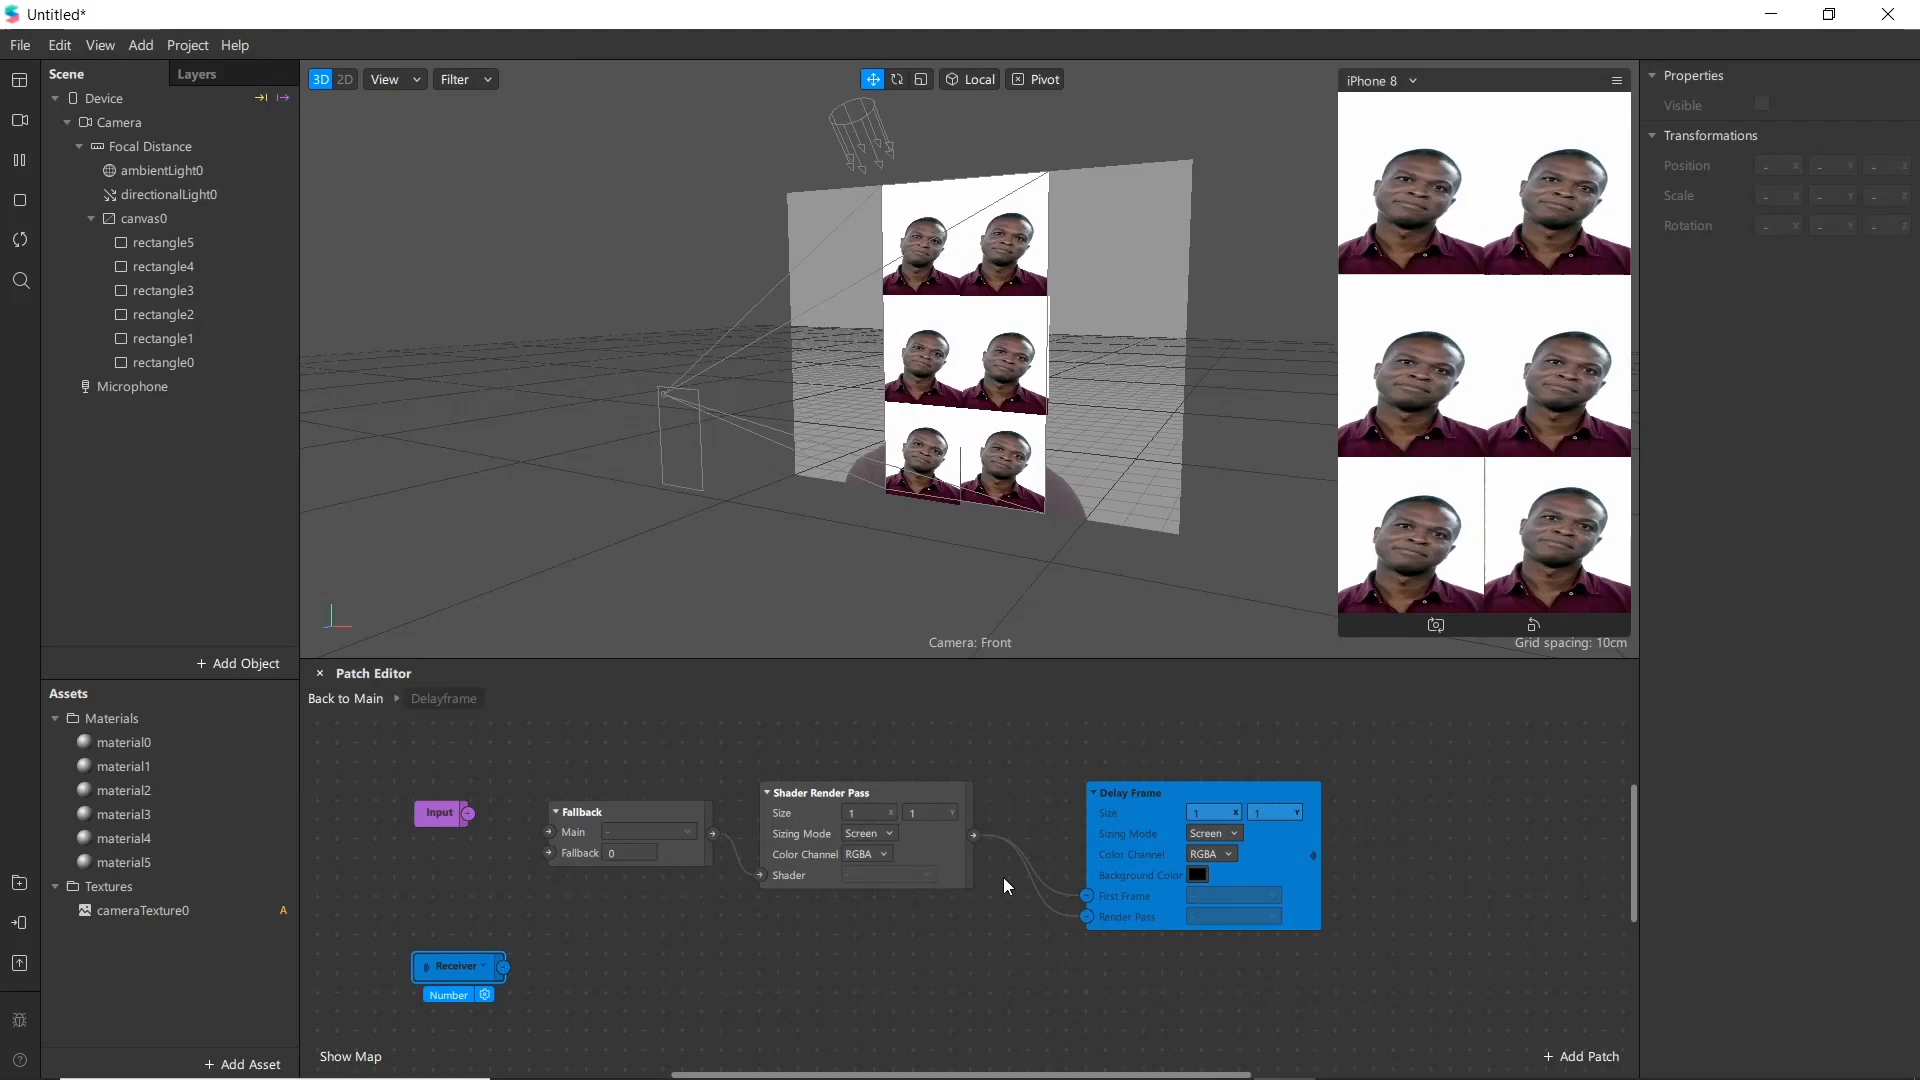 Untitled*
File Edit View Add Project Help
Scene Layers
Device
Camera
Focal Distance
ambientLight0
directionalLight0
canvas0
rectangle5
rectangle4
rectangle3
rectangle2
rectangle1
rectangle0
Microphone
+ Add Object
Assets
Materials
material0
material1
material2
material3
material4
material5
Textures
cameraTexture0 A
+ Add Asset
3D 2D View Filter
Local Pivot
Camera: Front
Grid spacing: 10cm
iPhone 8
Properties
Visible
Transformations
Position - X - Y - Z
Scale - X - Y - Z
Rotation - X - Y - Z
Patch Editor
Back to Main Delayframe
Input
Fallback
Main -
Fallback 0
Shader Render Pass
Size 1 X 1 Y
Sizing Mode Screen
Color Channel RGBA
Shader -
Delay Frame
Size 1 X 1 Y
Sizing Mode Screen
Color Channel RGBA
Background Color
First Frame -
Render Pass -
Receiver
Number
Show Map
+ Add Patch